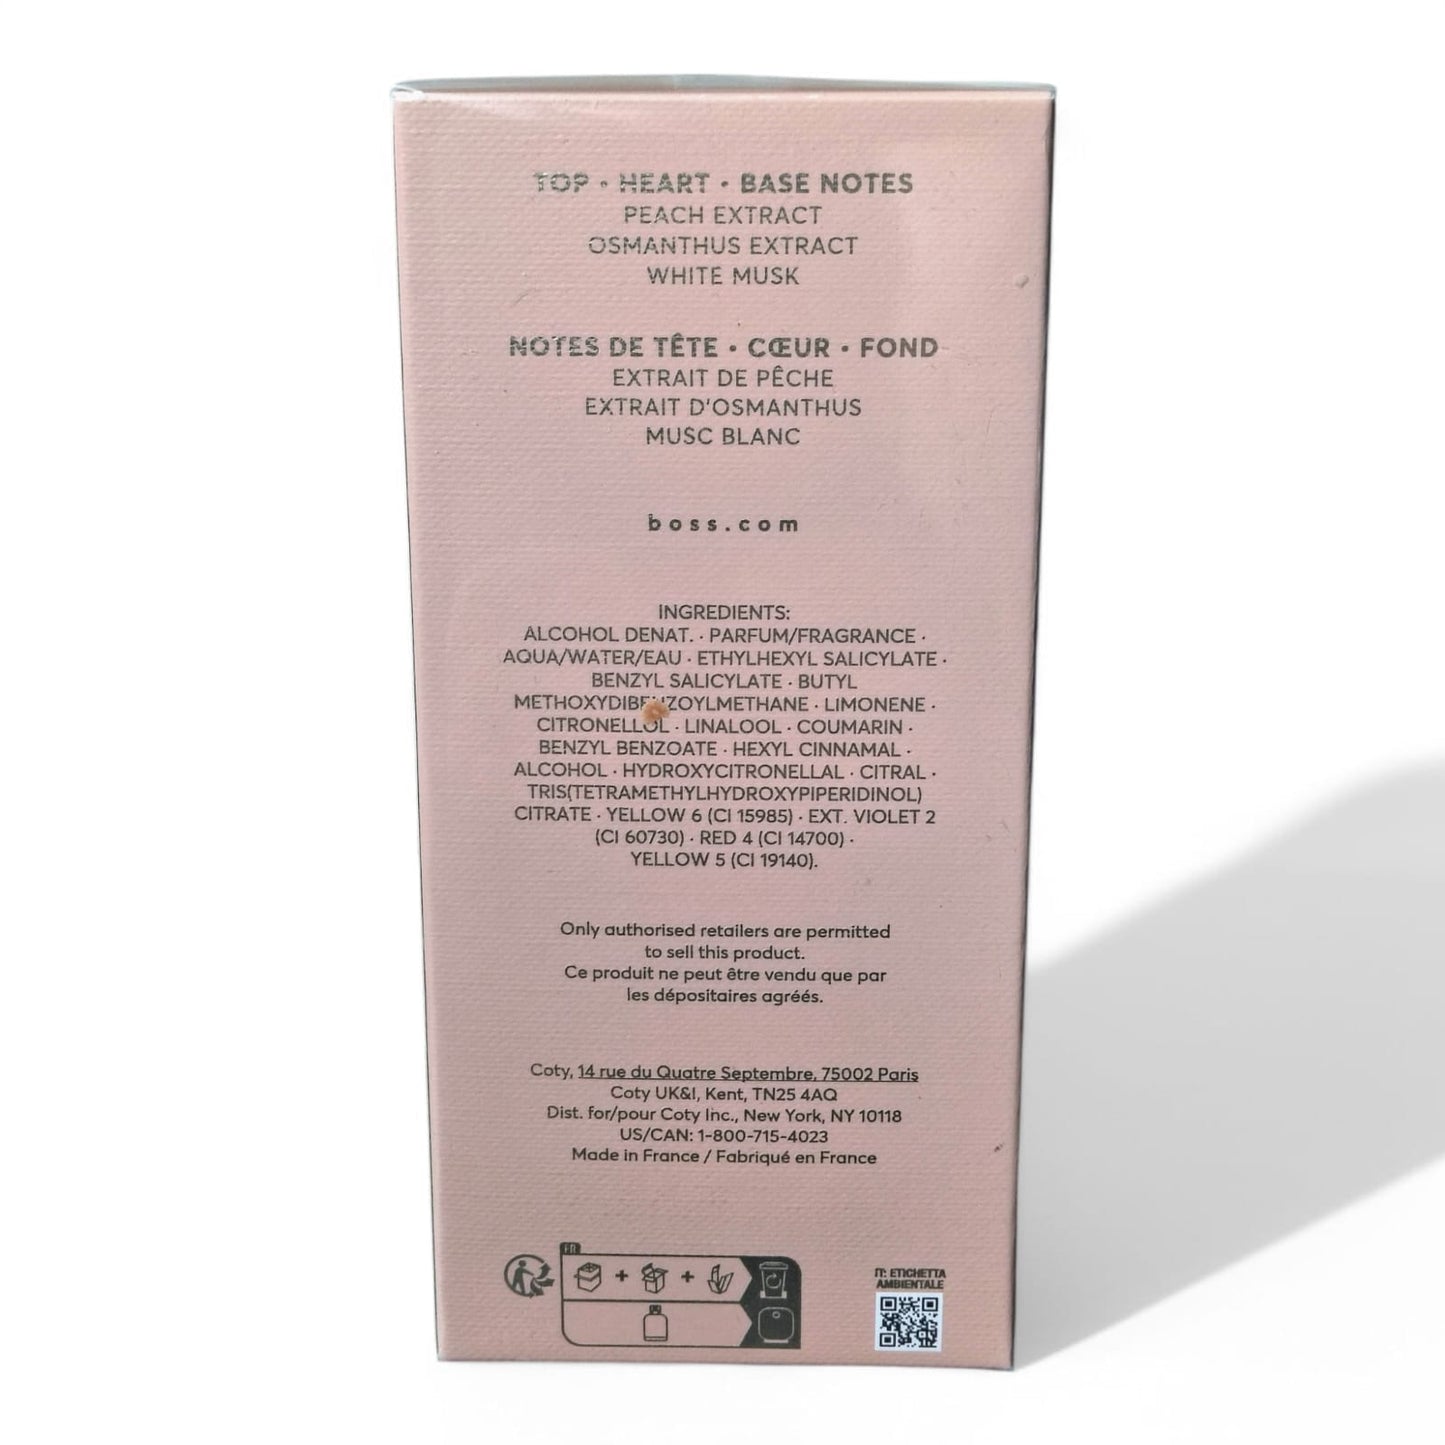 TOP · HEART · BASE NOTES
PEACH EXTRACT
OSMANTHUS EXTRACT
WHITE MUSK
NOTES DE TÊTE · CŒUR · FOND
EXTRAIT DE PÊCHE
EXTRAIT D'OSMANTHUS
MUSC BLANC
boss.com
INGREDIENTS:
ALCOHOL DENAT. · PARFUM/FRAGRANCE ·
AQUA/WATER/EAU · ETHYLHEXYL SALICYLATE ·
BENZYL SALICYLATE · BUTYL
METHOXYDIBENZOYLMETHANE · LIMONENE ·
CITRONELLOL · LINALOOL · COUMARIN ·
BENZYL BENZOATE · HEXYL CINNAMAL ·
ALCOHOL · HYDROXYCITRONELLAL · CITRAL ·
TRIS(TETRAMETHYLHYDROXYPIPERIDINOL)
CITRATE · YELLOW 6 (CI 15985) · EXT. VIOLET 2
(CI 60730) · RED 4 (CI 14700) ·
YELLOW 5 (CI 19140).
Only authorised retailers are permitted
to sell this product.
Ce produit ne peut être vendu que par
les dépositaires agréés.
Coty, 14 rue du Quatre Septembre, 75002 Paris
Coty UK&I, Kent, TN25 4AQ
Dist. for/pour Coty Inc., New York, NY 10118
US/CAN: 1-800-715-4023
Made in France / Fabriqué en France
FR
IT: ETICHETTA
AMBIENTALE